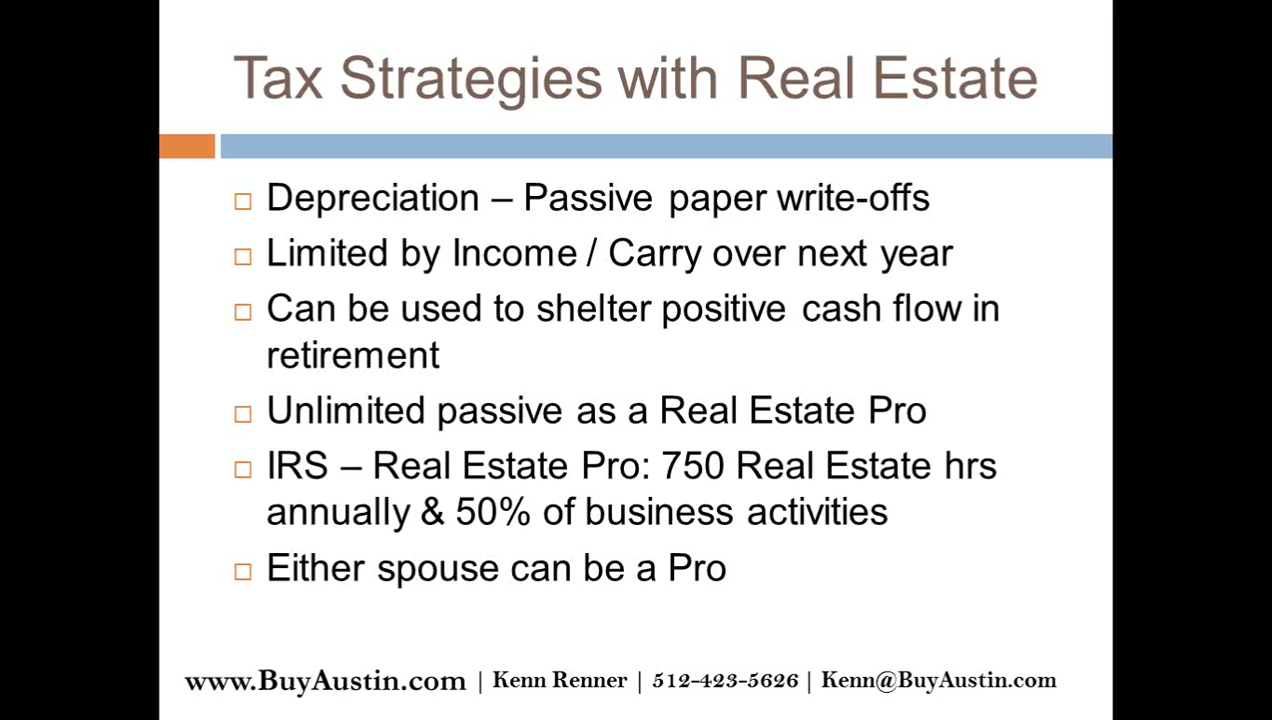 Tax Strategies with Real Estate
Depreciation – Passive paper write-offs
Limited by Income / Carry over next year
Can be used to shelter positive cash flow in
retirement
Unlimited passive as a Real Estate Pro
IRS – Real Estate Pro: 750 Real Estate hrs
annually & 50% of business activities
Either spouse can be a Pro
www.BuyAustin.com | Kenn Renner | 512-423-5626 | Kenn@BuyAustin.com